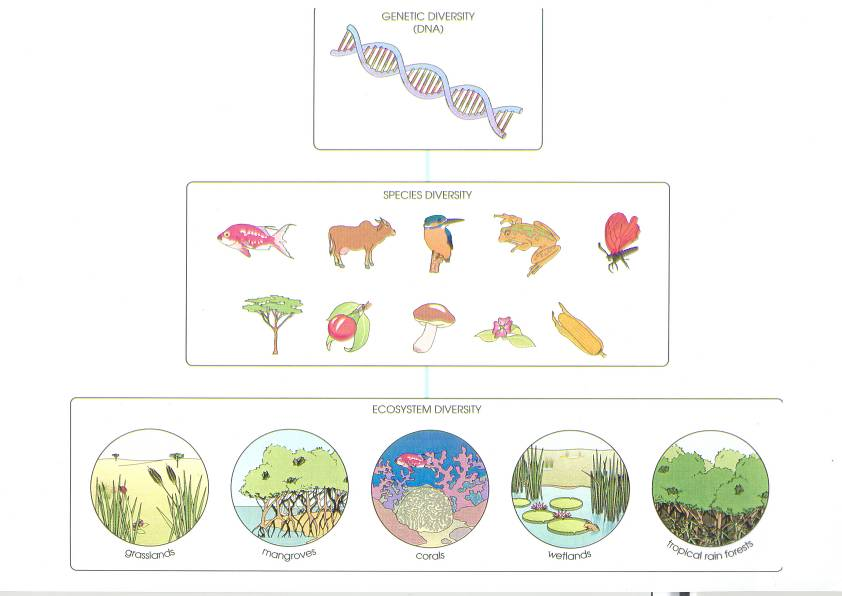 GENETIC DIVERSITY
(DNA)
SPECIES DIVERSITY
ECOSYSTEM DIVERSITY
grasslands
mangroves
corals
wetlands
tropical rain forests